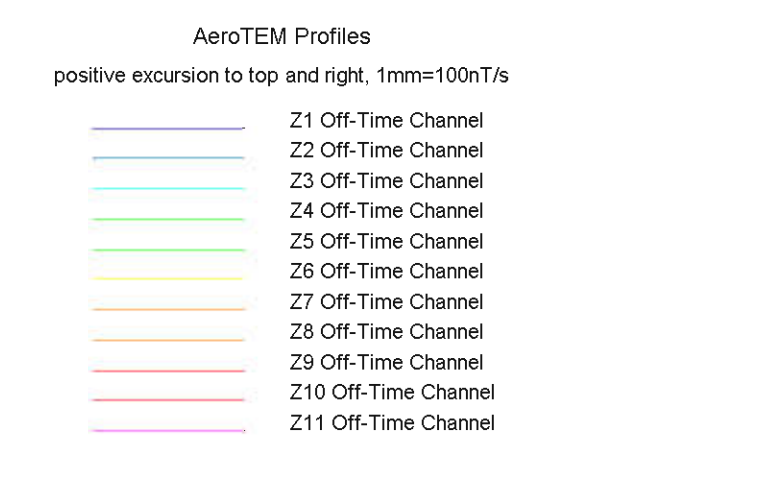 AeroTEM Profiles
positive excursion to top and right, 1mm=100nT/s
Z1 Off-Time Channel
Z2 Off-Time Channel
Z3 Off-Time Channel
Z4 Off-Time Channel
Z5 Off-Time Channel
Z6 Off-Time Channel
Z7 Off-Time Channel
Z8 Off-Time Channel
Z9 Off-Time Channel
Z10 Off-Time Channel
Z11 Off-Time Channel